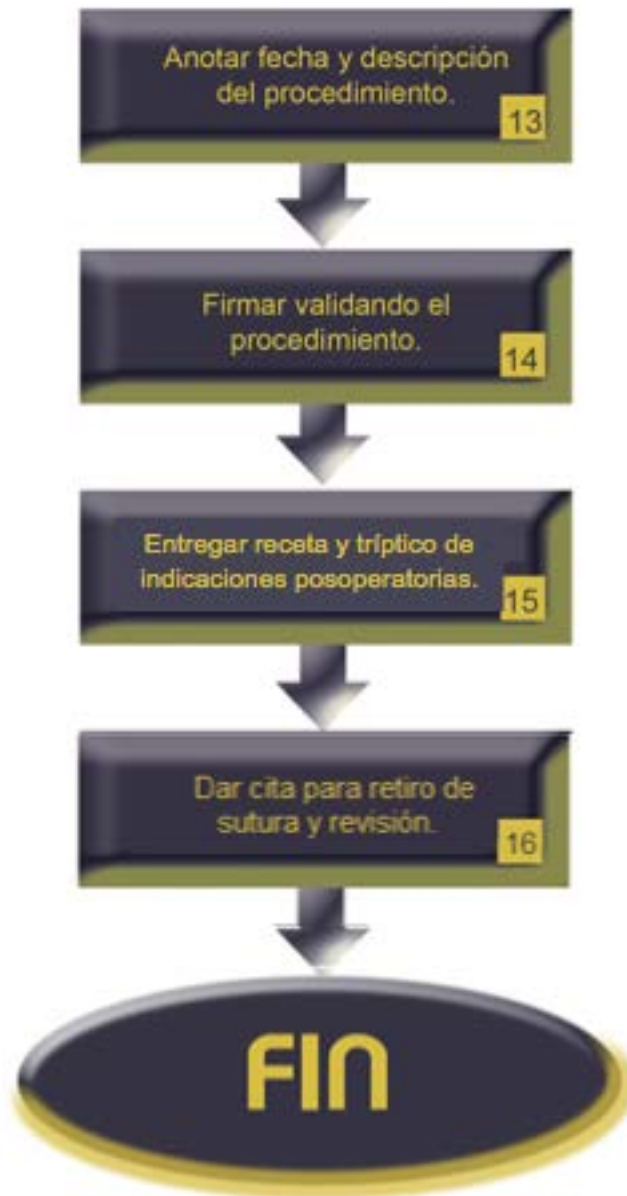 Anotar fecha y descripción
del procedimiento.
13
Firmar validando el
procedimiento.
14
Entregar receta y tríptico de
indicaciones posoperatorias.
15
Dar cita para retiro de
sutura y revisión.
16
FIN